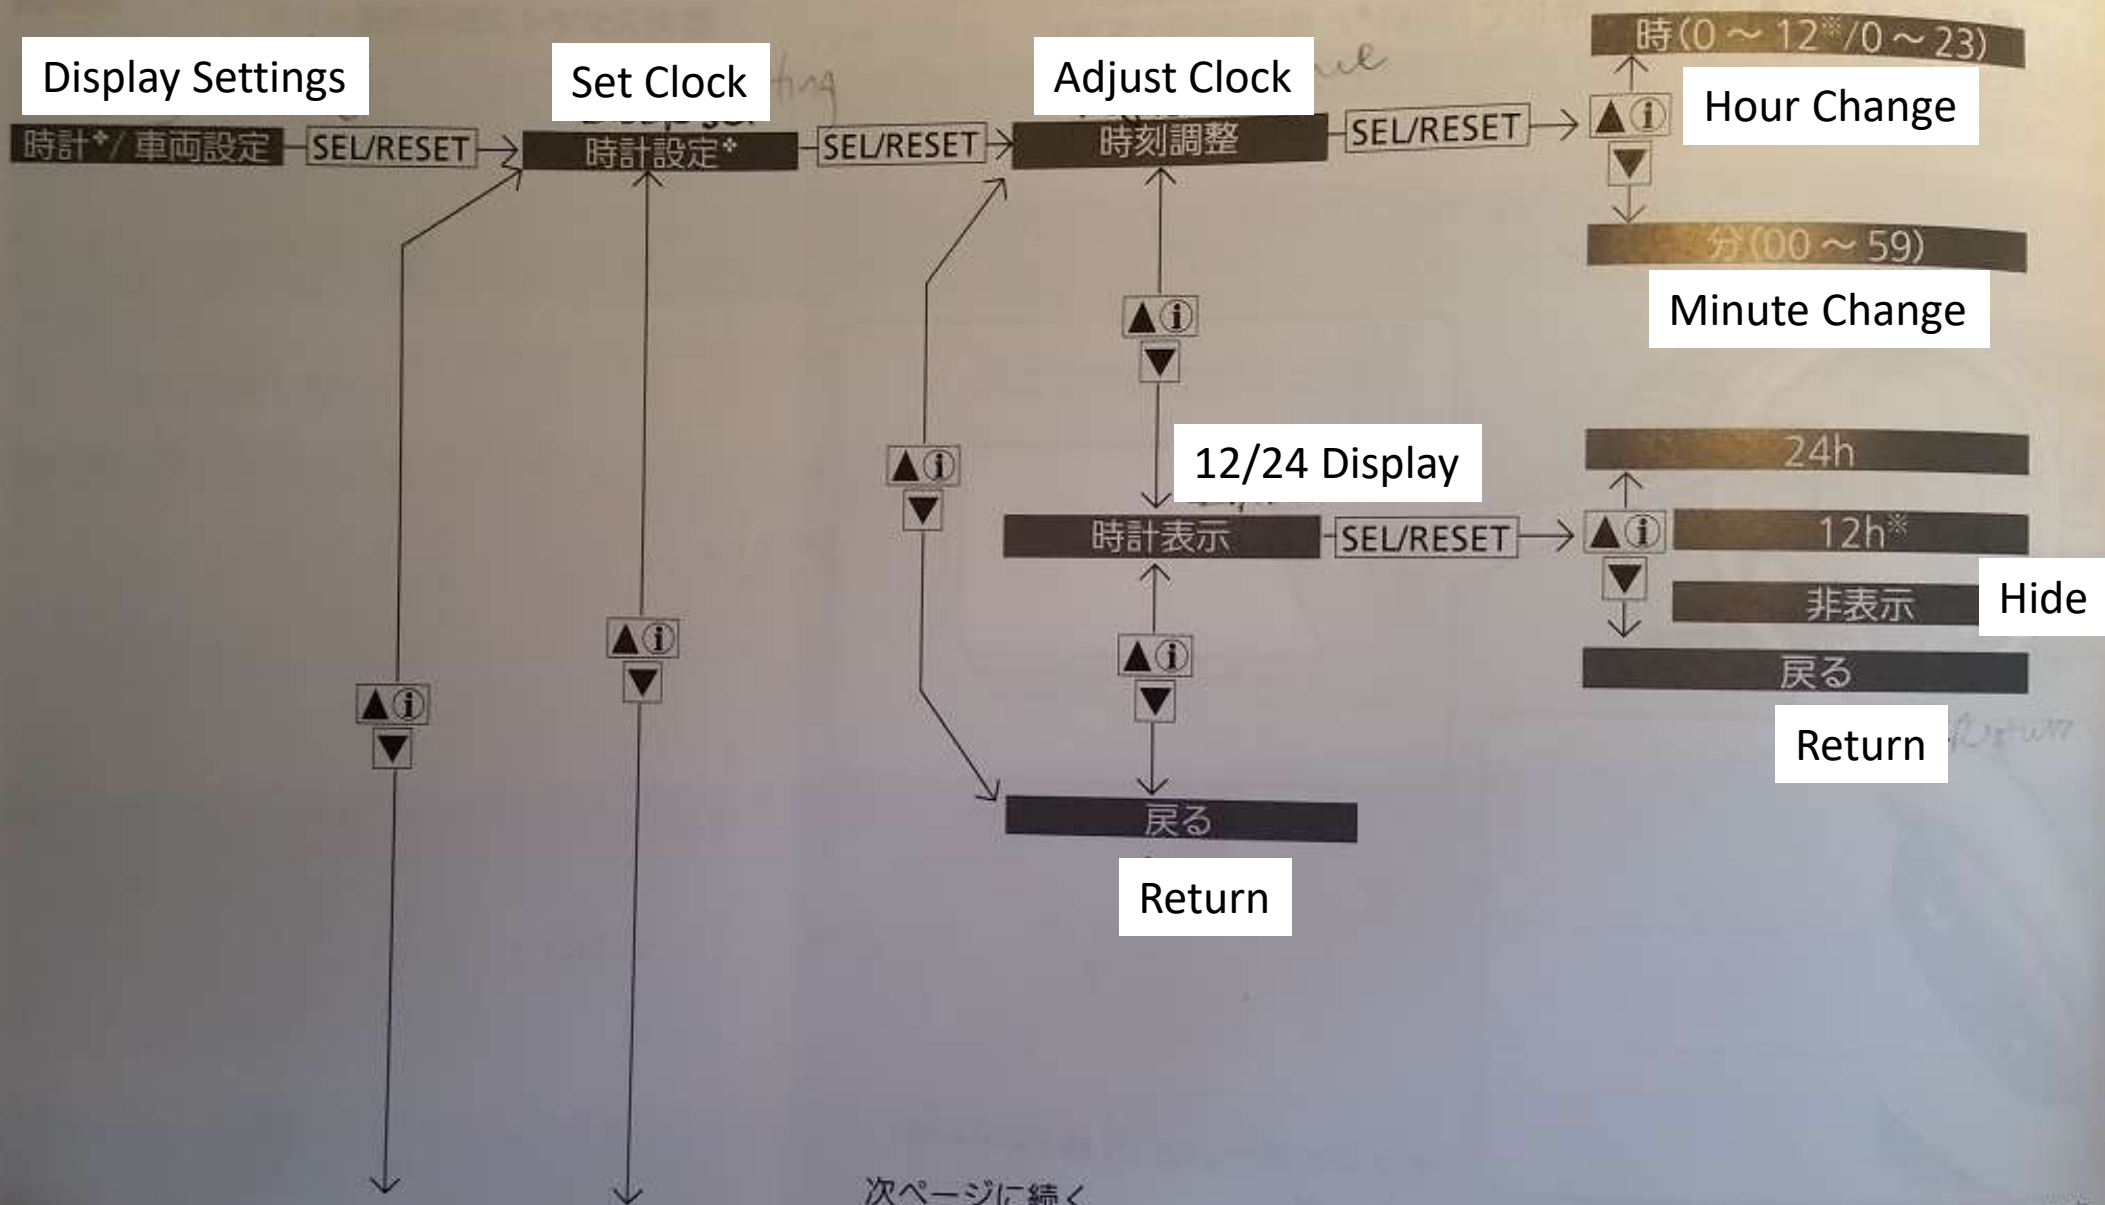 時(0～12※/0～23)
Display Settings
Set Clock
Adjust Clock
Hour Change
時計❖/車両設定
SEL/RESET
時計設定❖
SEL/RESET
時刻調整
SEL/RESET
▲ⓘ
▼
分(00～59)
Minute Change
▲ⓘ
▼
12/24 Display
24h
▲ⓘ
▼
時計表示
SEL/RESET
▲ⓘ
▼
12h※
非表示
Hide
▲ⓘ
▼
▲ⓘ
▼
戻る
▲ⓘ
▼
Return
Return
戻る
Return
次ページに続く